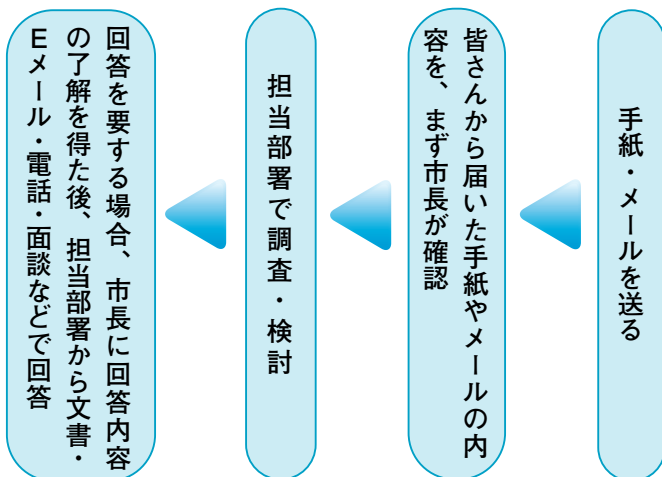 手紙・メールを送る
皆さんから届いた手紙やメールの内
容を、まず市長が確認
担当部署で調査・検討
回答を要する場合、市長に回答内容
の了解を得た後、担当部署から文書・
Eメール・電話・面談などで回答